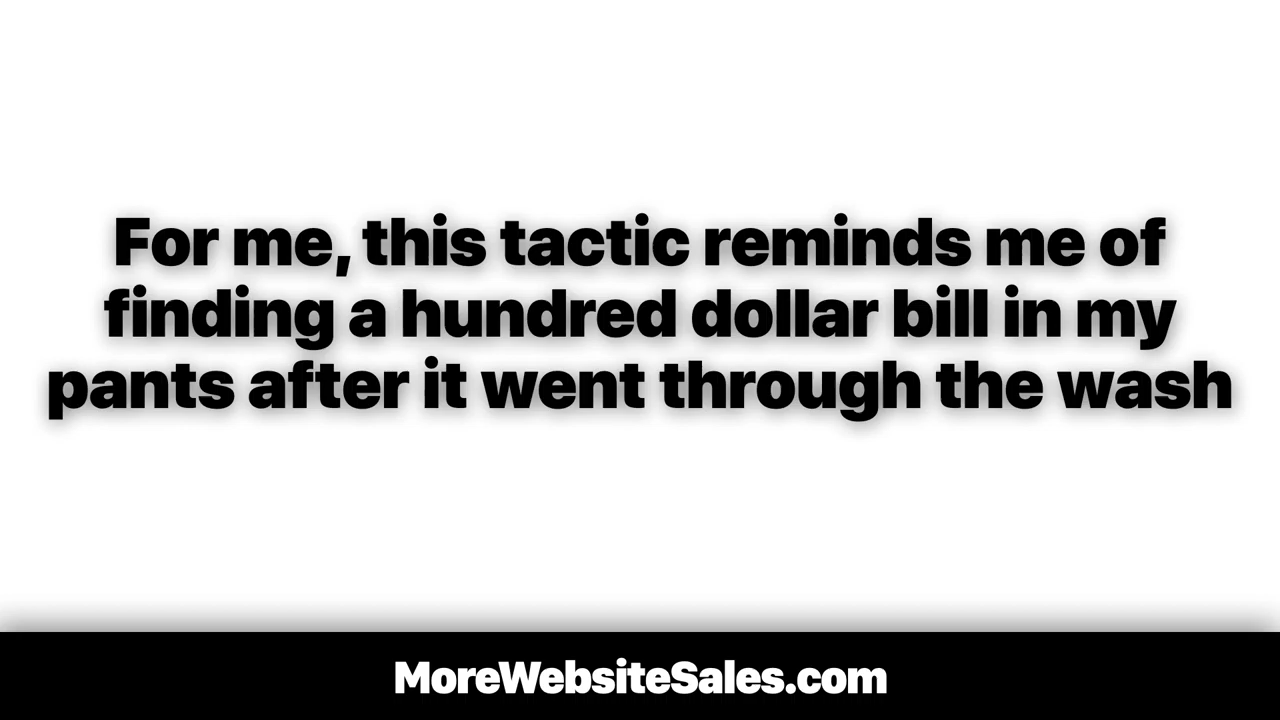 For me, this tactic reminds me of
finding a hundred dollar bill in my
pants after it went through the wash
MoreWebsiteSales.com